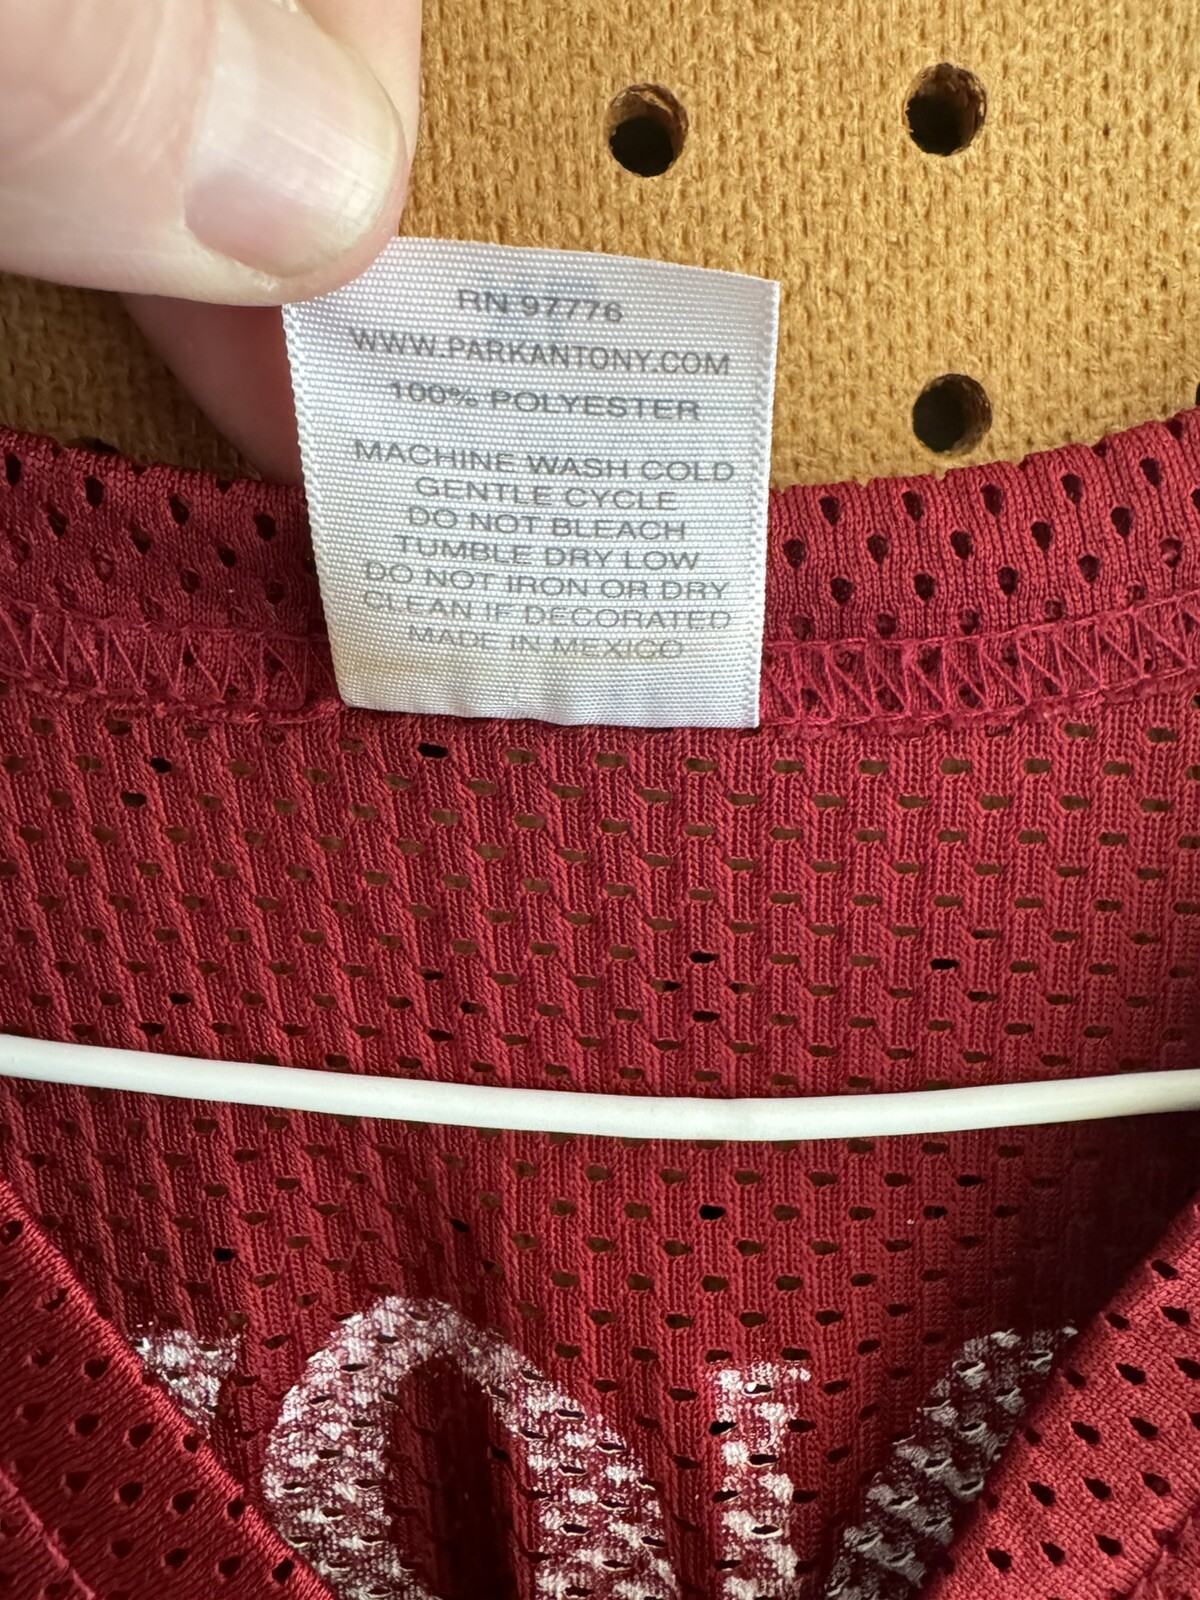 RN 97776
WWW.PARKANTONY.COM
100% POLYESTER
MACHINE WASH COLD
GENTLE CYCLE
DO NOT BLEACH
TUMBLE DRY LOW
DO NOT IRON OR DRY
CLEAN IF DECORATED
MADE IN MEXICO